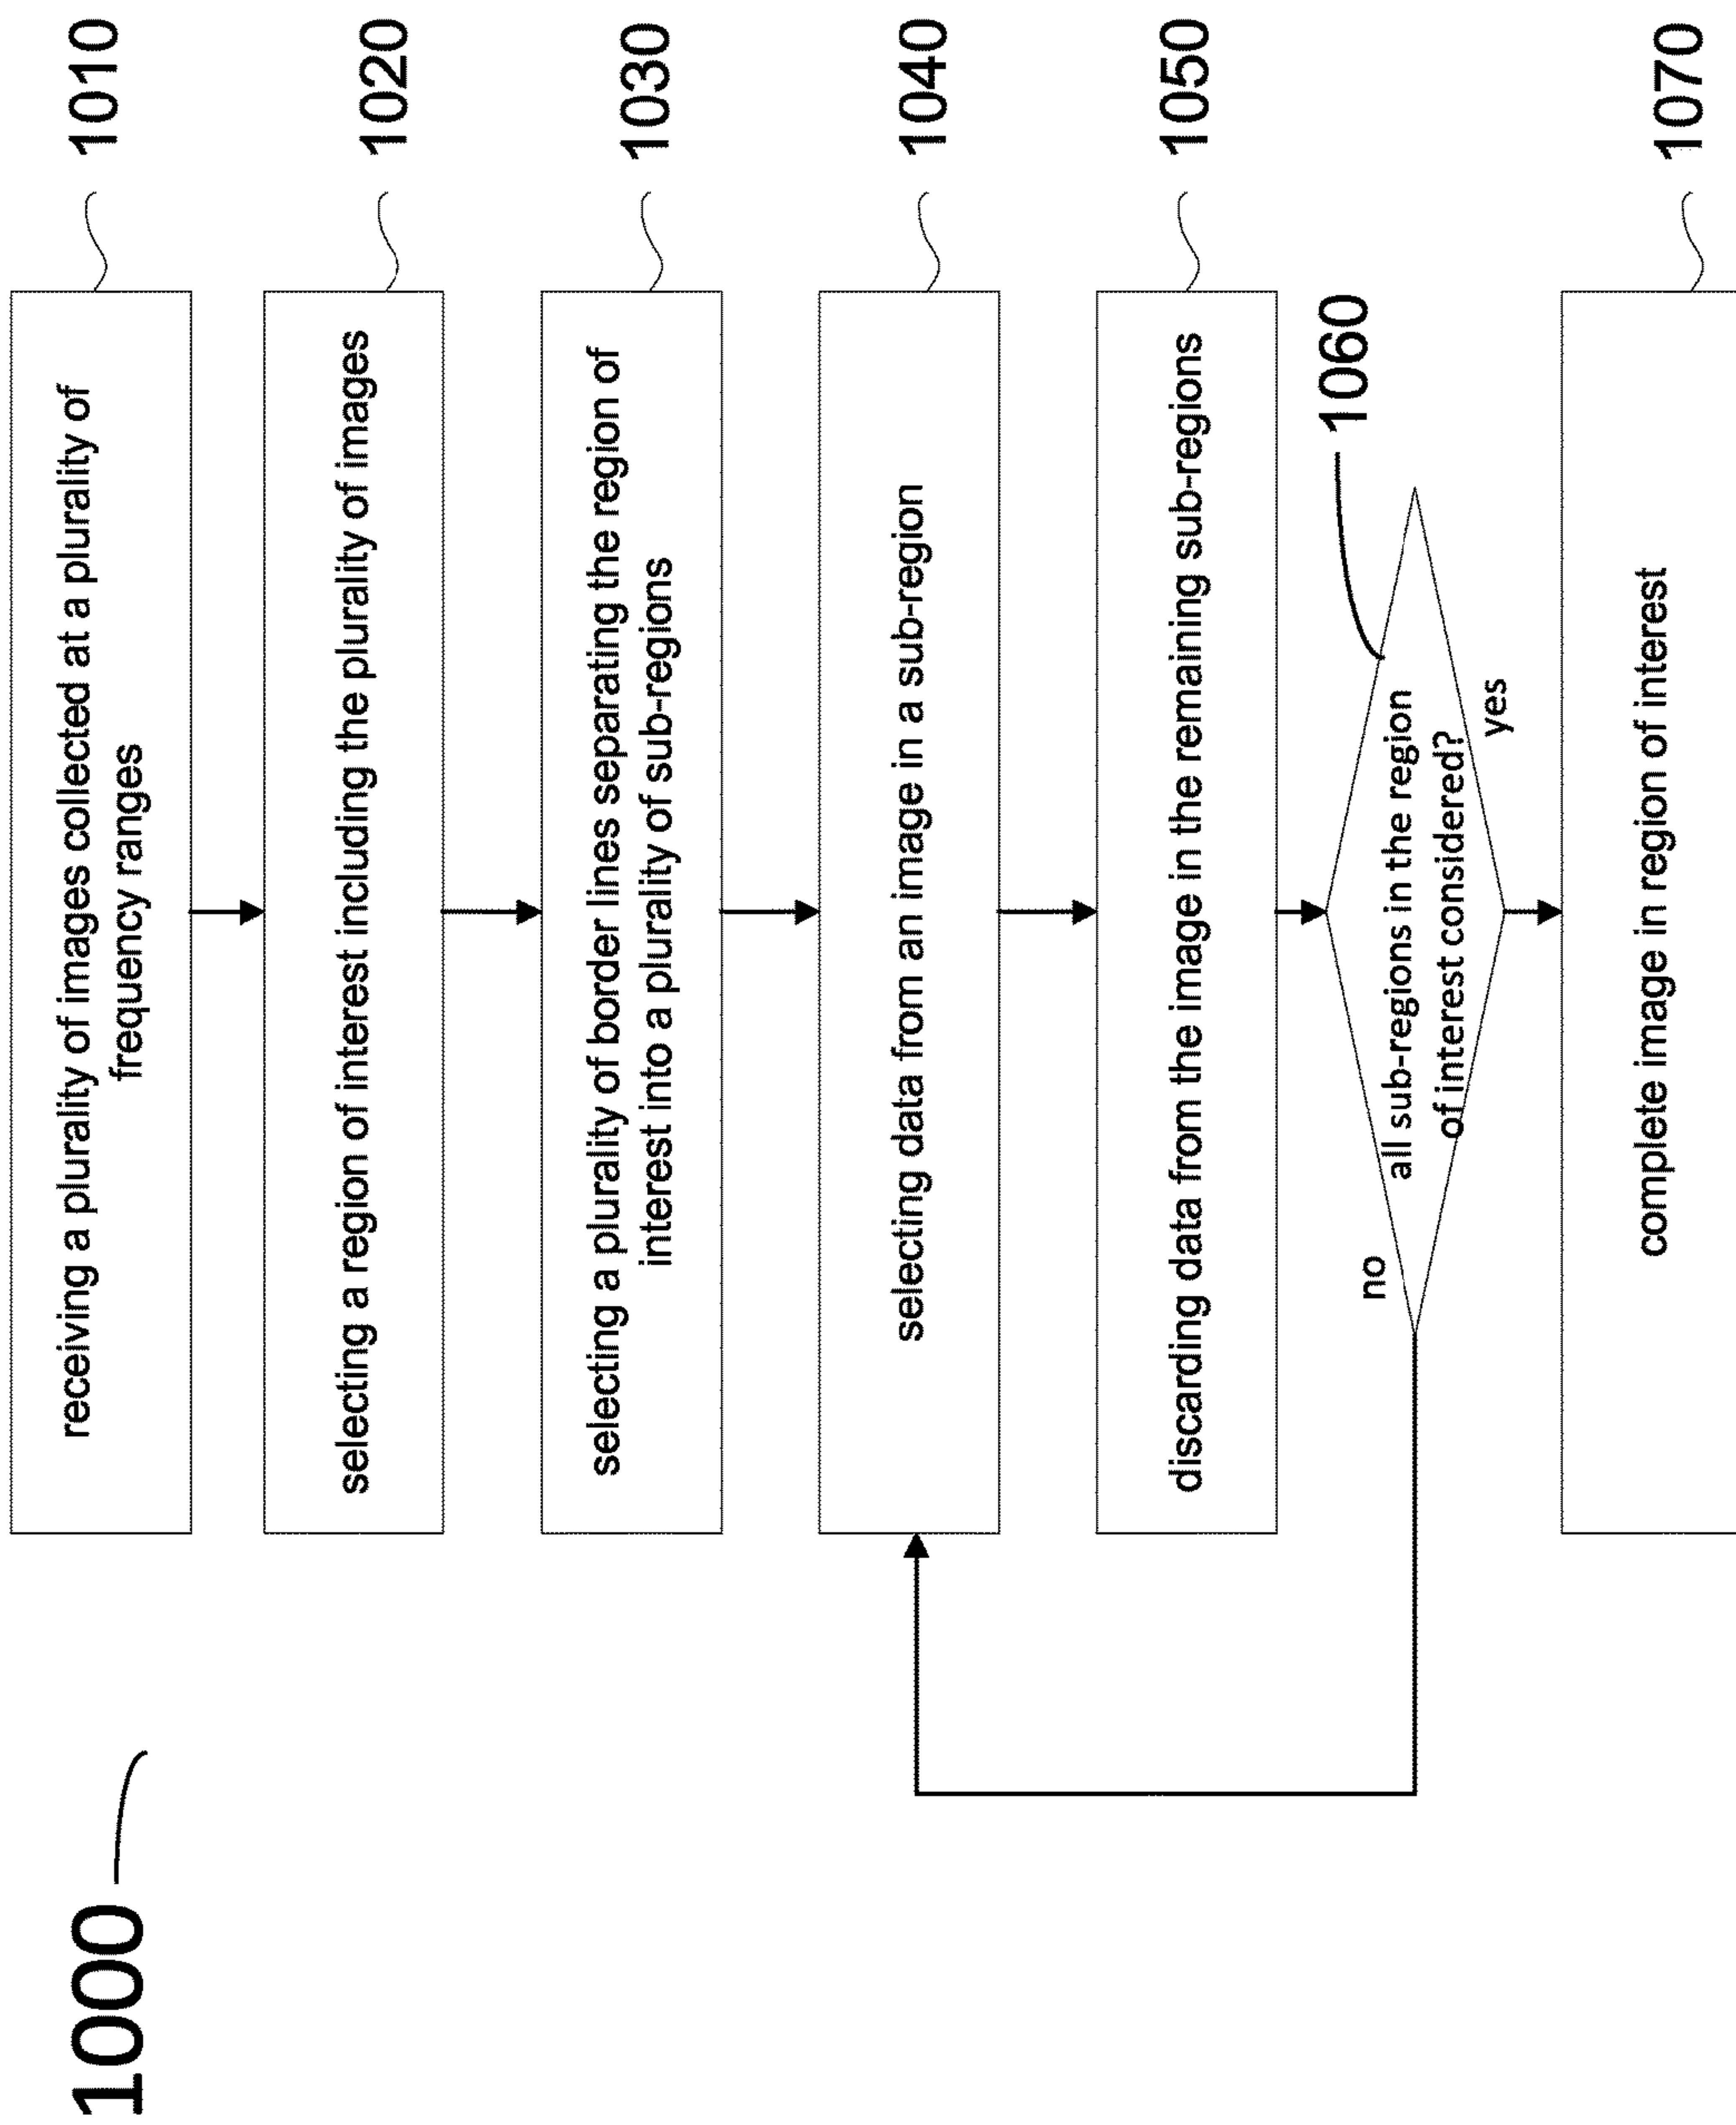 1000
receiving a plurality of images collected at a plurality of
frequency ranges
1010
selecting a region of interest including the plurality of images
1020
selecting a plurality of border lines separating the region of
interest into a plurality of sub-regions
1030
selecting data from an image in a sub-region
1040
discarding data from the image in the remaining sub-regions
1050
1060
no
all sub-regions in the region
of interest considered?
yes
complete image in region of interest
1070